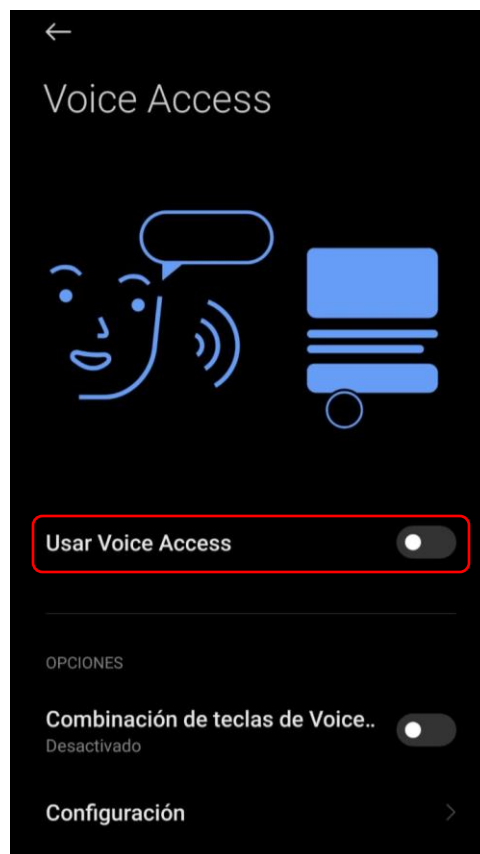 Voice Access
Usar Voice Access
OPCIONES
Combinación de teclas de Voice..
Desactivado
Configuración